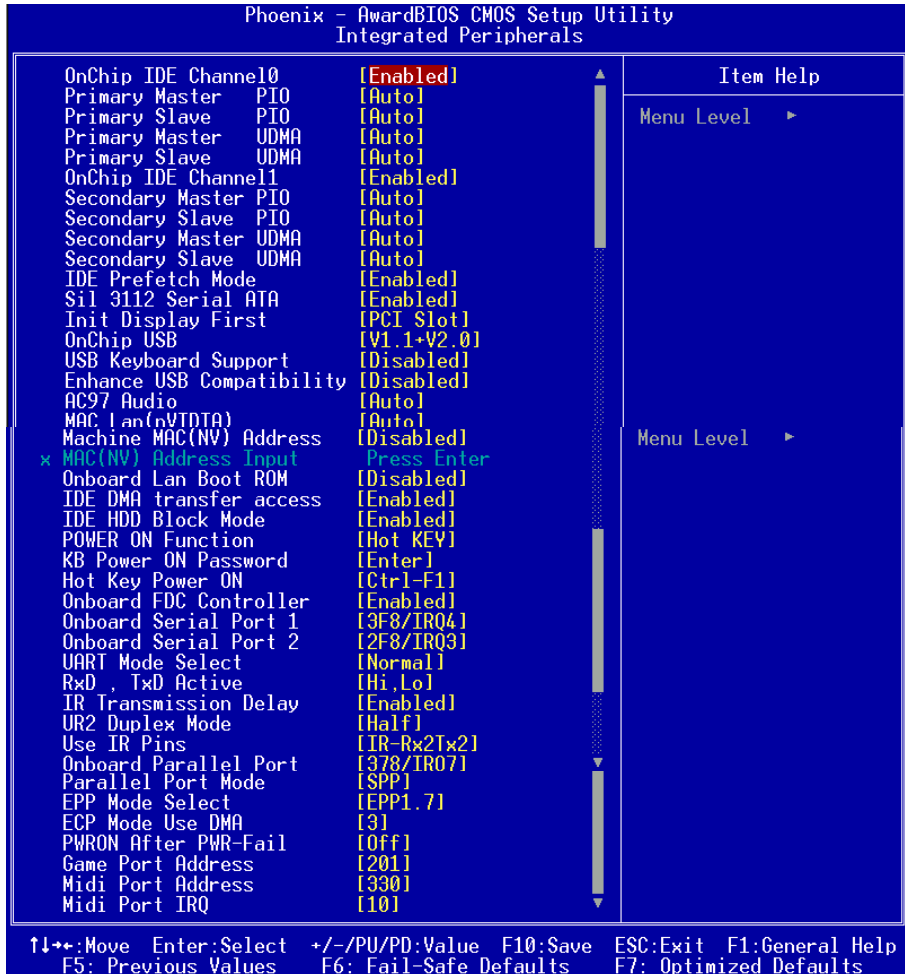 Phoenix - AwardBIOS CMOS Setup Utility
Integrated Peripherals
OnChip IDE Channel0 [Enabled] Item Help
Primary Master PIO [Auto]
Primary Slave PIO [Auto] Menu Level ►
Primary Master UDMA [Auto]
Primary Slave UDMA [Auto]
OnChip IDE Channel1 [Enabled]
Secondary Master PIO [Auto]
Secondary Slave PIO [Auto]
Secondary Master UDMA [Auto]
Secondary Slave UDMA [Auto]
IDE Prefetch Mode [Enabled]
Sil 3112 Serial ATA [Enabled]
Init Display First [PCI Slot]
OnChip USB [V1.1+V2.0]
USB Keyboard Support [Disabled]
Enhance USB Compatibility [Disabled]
AC97 Audio [Auto]
MAC Lan(nVIDIA) [Auto]
Machine MAC(NV) Address [Disabled] Menu Level ►
x MAC(NV) Address Input Press Enter
Onboard Lan Boot ROM [Disabled]
IDE DMA transfer access [Enabled]
IDE HDD Block Mode [Enabled]
POWER ON Function [Hot KEY]
KB Power ON Password [Enter]
Hot Key Power ON [Ctrl-F1]
Onboard FDC Controller [Enabled]
Onboard Serial Port 1 [3F8/IRQ4]
Onboard Serial Port 2 [2F8/IRQ3]
UART Mode Select [Normal]
RxD , TxD Active [Hi,Lo]
IR Transmission Delay [Enabled]
UR2 Duplex Mode [Half]
Use IR Pins [IR-Rx2Tx2]
Onboard Parallel Port [378/IRQ7]
Parallel Port Mode [SPP]
EPP Mode Select [EPP1.7]
ECP Mode Use DMA [3]
PWRON After PWR-Fail [Off]
Game Port Address [201]
Midi Port Address [330]
Midi Port IRQ [10]
↑↓→←:Move Enter:Select +/-/PU/PD:Value F10:Save ESC:Exit F1:General Help
F5: Previous Values F6: Fail-Safe Defaults F7: Optimized Defaults